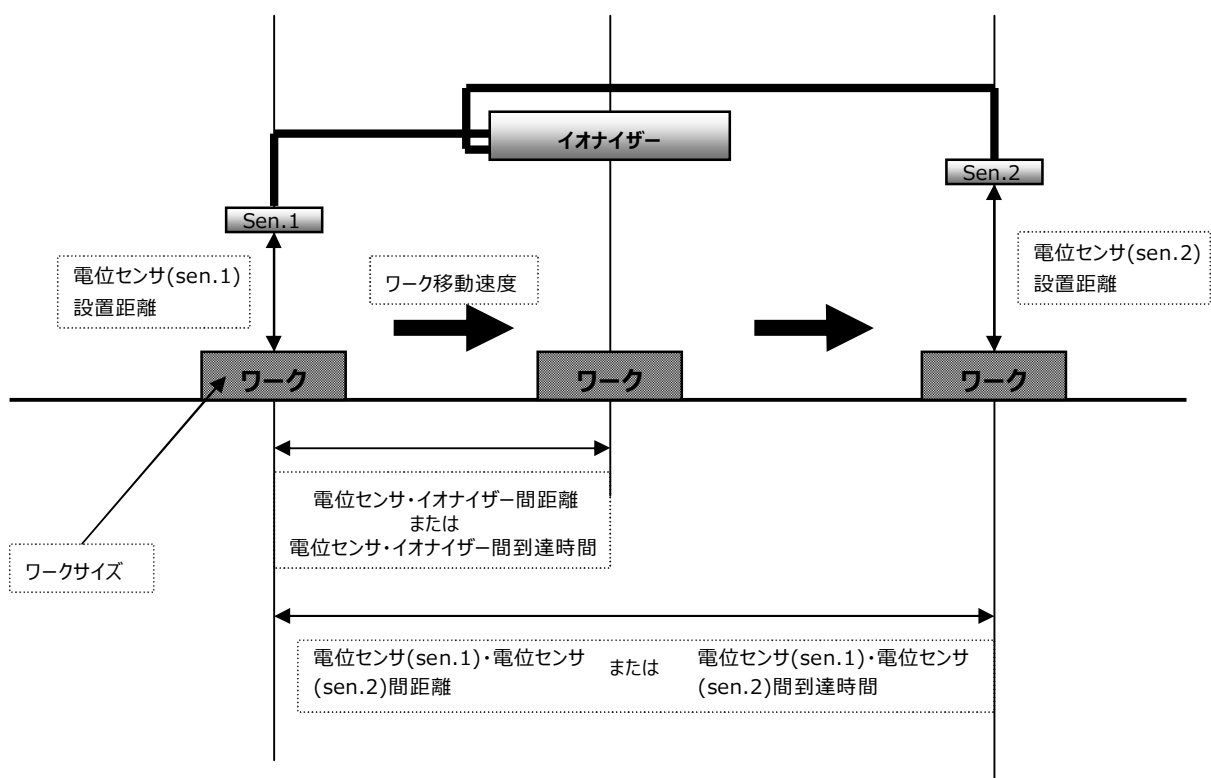 イオナイザー
Sen.2
Sen.1
電位センサ(sen.1)
設置距離
ワーク移動速度
電位センサ(sen.2)
設置距離
ワーク
ワーク
ワーク
電位センサ・イオナイザー間距離
または
電位センサ・イオナイザー間到達時間
ワークサイズ
電位センサ(sen.1)・電位センサ
(sen.2)間距離
または
電位センサ(sen.1)・電位センサ
(sen.2)間到達時間